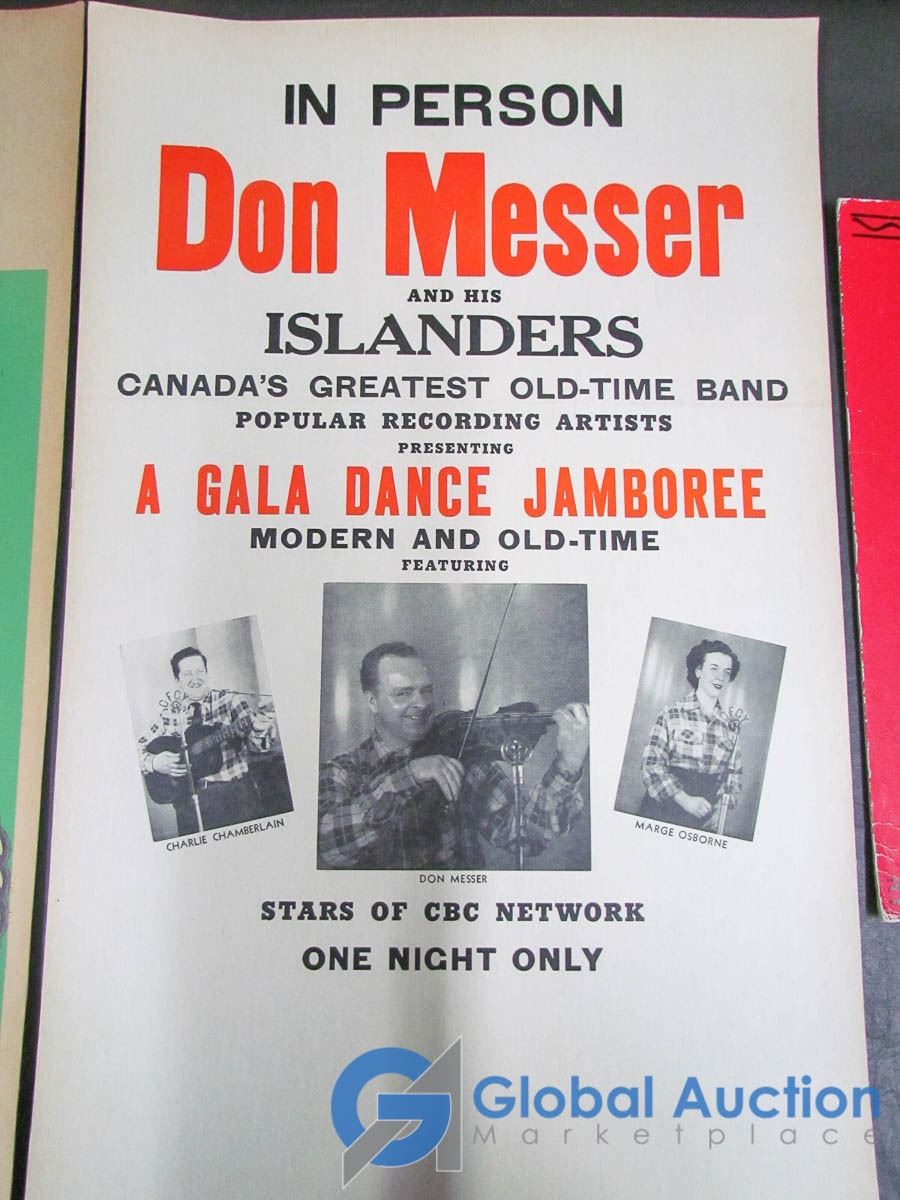 IN PERSON
Don Messer
AND HIS
ISLANDERS
CANADA'S GREATEST OLD-TIME BAND
POPULAR RECORDING ARTISTS
PRESENTING
A GALA DANCE JAMBOREE
MODERN AND OLD-TIME
FEATURING
CHARLIE CHAMBERLAIN
DON MESSER
MARGE OSBORNE
STARS OF CBC NETWORK
ONE NIGHT ONLY
Global Auction
Marketplace